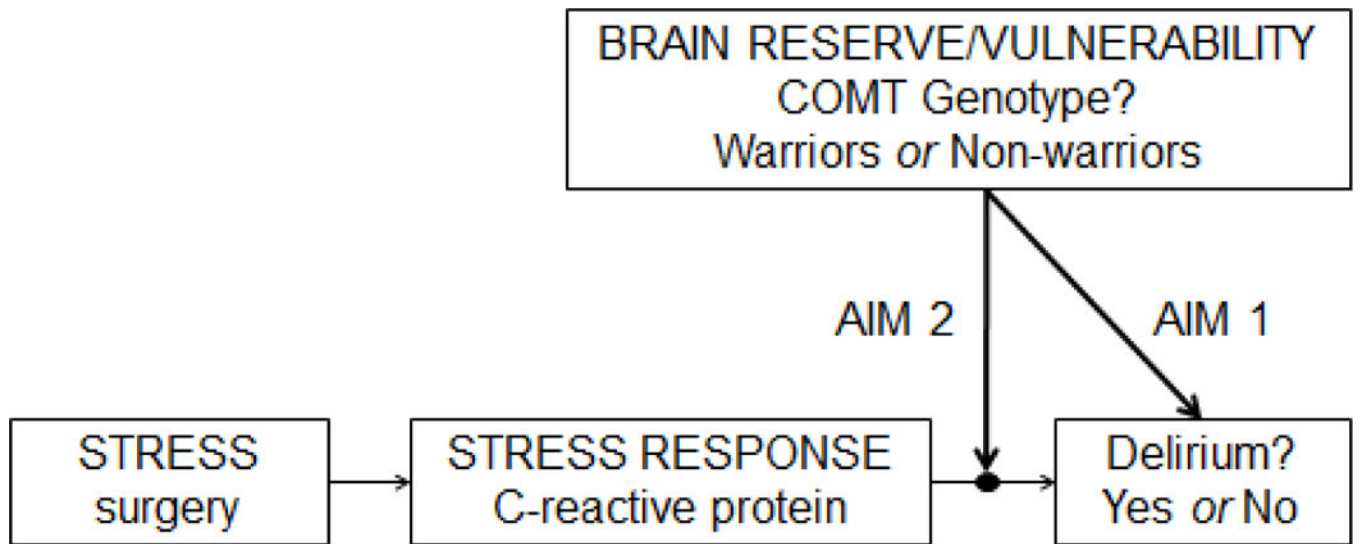 BRAIN RESERVE/VULNERABILITY
COMT Genotype?
Warriors or Non-warriors
AIM 2
AIM 1
STRESS
surgery
STRESS RESPONSE
C-reactive protein
Delirium?
Yes or No